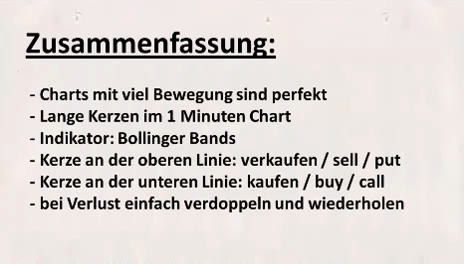 Zusammenfassung:
- Charts mit viel Bewegung sind perfekt
- Lange Kerzen im 1 Minuten Chart
- Indikator: Bollinger Bands
- Kerze an der oberen Linie: verkaufen / sell / put
- Kerze an der unteren Linie: kaufen / buy / call
- bei Verlust einfach verdoppeln und wiederholen